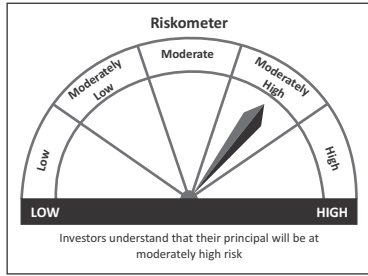 Riskometer
Moderate
Moderately
Low
Moderately
High
Low
High
LOW
HIGH
Investors understand that their principal will be at
moderately high risk